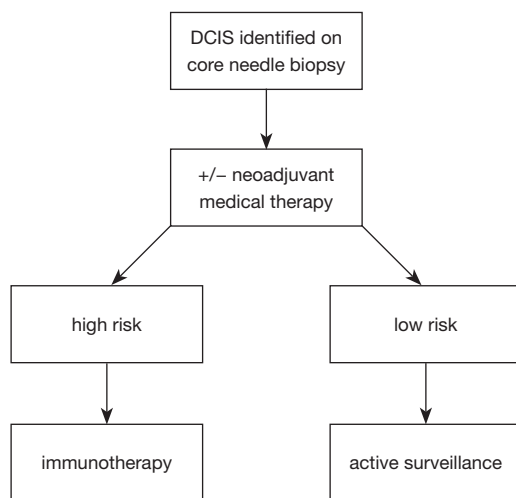 DCIS identified on
core needle biopsy
+/− neoadjuvant
medical therapy
high risk
low risk
immunotherapy
active surveillance